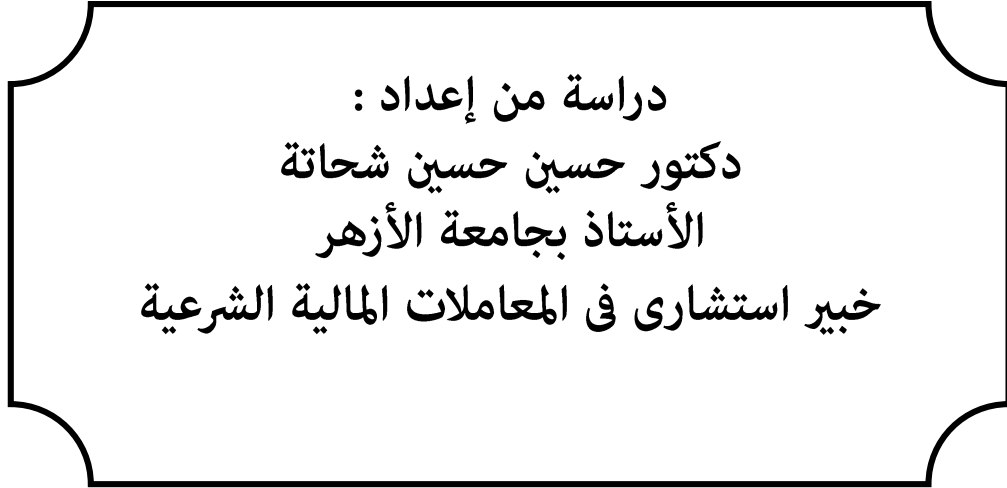 دراسة من إعداد :
دكتور حسين حسين شحاتة
الأستاذ بجامعة الأزهر
خبير استشارى فى المعاملات المالية الشرعية